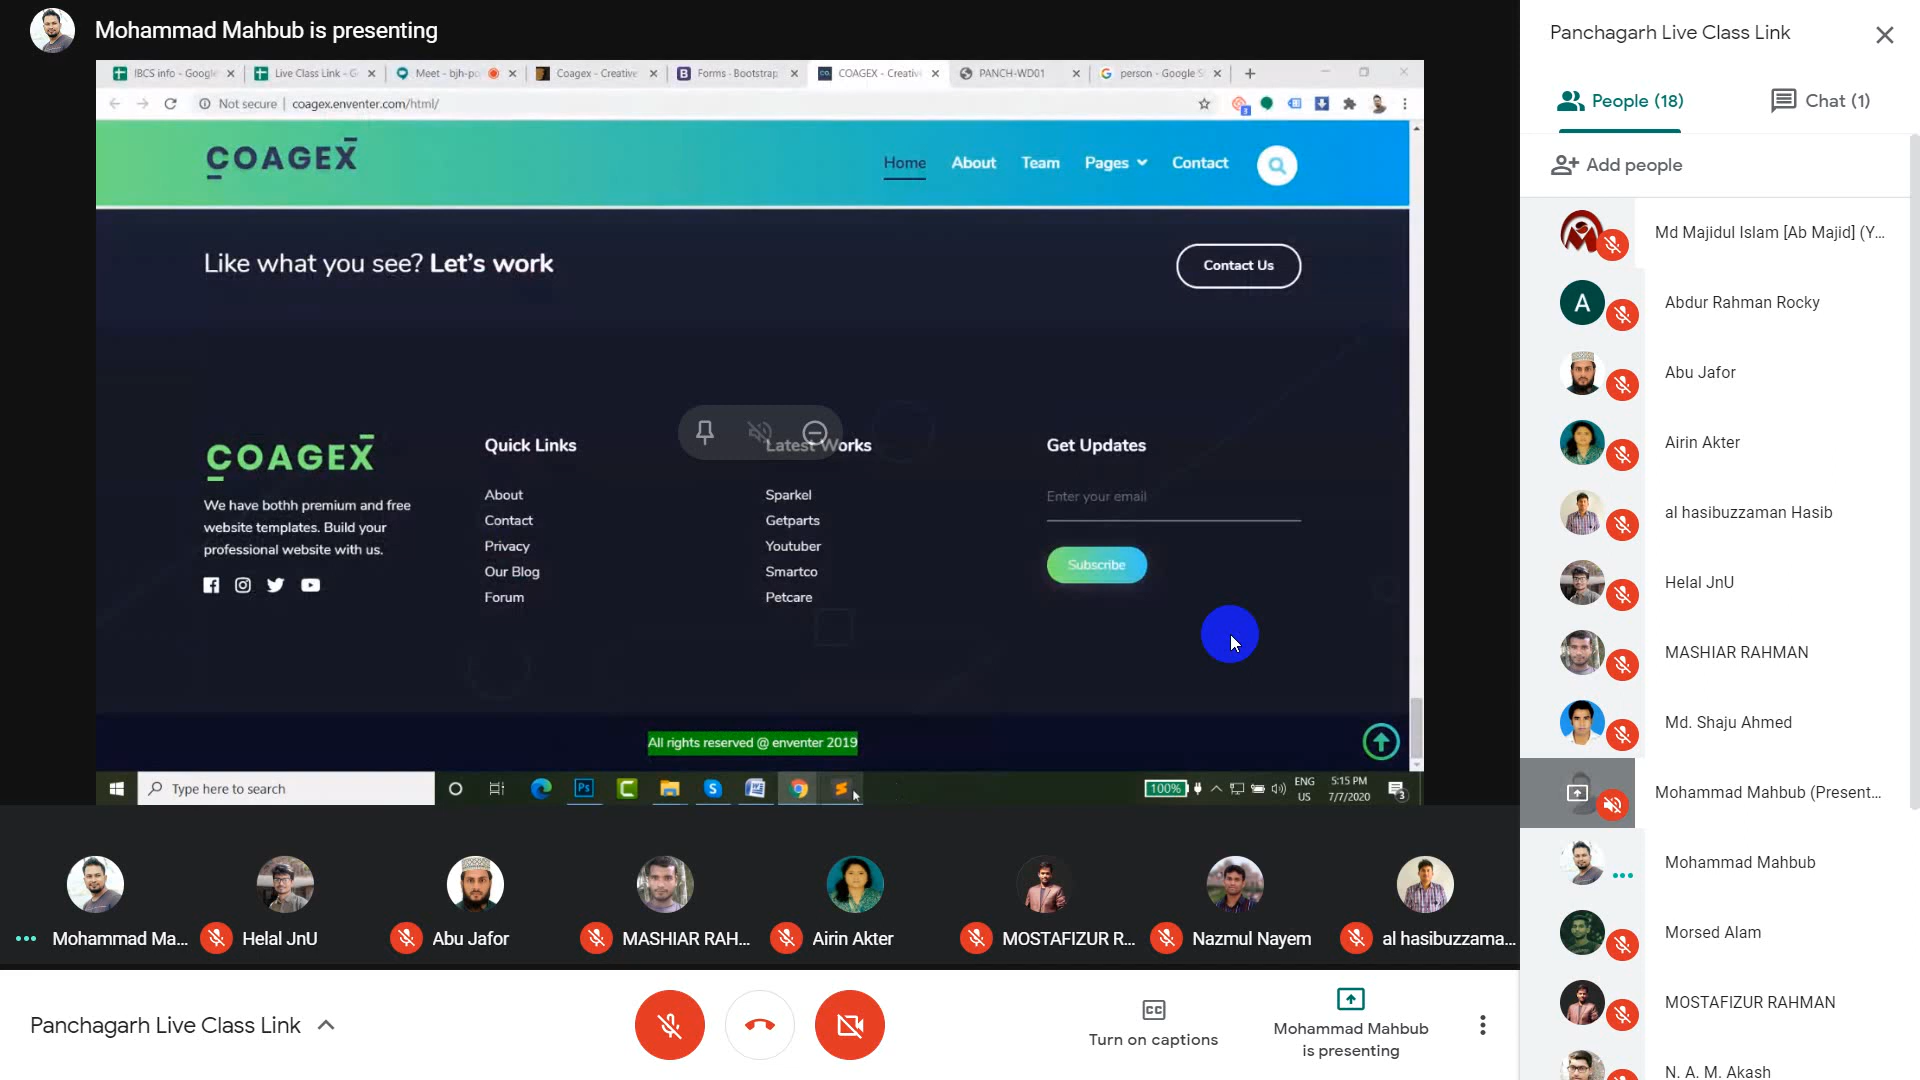 Mohammad Mahbub is presenting
IBCS info - Google
Live Class Link - G
Meet - bjh-p
Coagex - Creative
Forms · Bootstrap
COAGEX - Creativ
PANCH-WD01
person - Google S
Not secure | coagex.enventer.com/html/
COAGEX
Home About Team Pages Contact
Like what you see? Let's work
Contact Us
COAGEX
We have bothh premium and free
website templates. Build your
professional website with us.
Quick Links
About
Contact
Privacy
Our Blog
Forum
Latest Works
Sparkel
Getparts
Youtuber
Smartco
Petcare
Get Updates
Enter your email
Subscribe
All rights reserved @ enventer 2019
Type here to search
Ps
100%
ENG
US
5:15 PM
7/7/2020
3
Mohammad Ma...
Helal JnU
Abu Jafor
MASHIAR RAH...
Airin Akter
MOSTAFIZUR R...
Nazmul Nayem
al hasibuzzama...
Panchagarh Live Class Link
CC
Turn on captions
Mohammad Mahbub
is presenting
Panchagarh Live Class Link
People (18)
Chat (1)
Add people
Md Majidul Islam [Ab Majid] (Y...
A
Abdur Rahman Rocky
Abu Jafor
Airin Akter
al hasibuzzaman Hasib
Helal JnU
MASHIAR RAHMAN
Md. Shaju Ahmed
Mohammad Mahbub (Present...
Mohammad Mahbub
Morsed Alam
MOSTAFIZUR RAHMAN
N. A. M. Akash